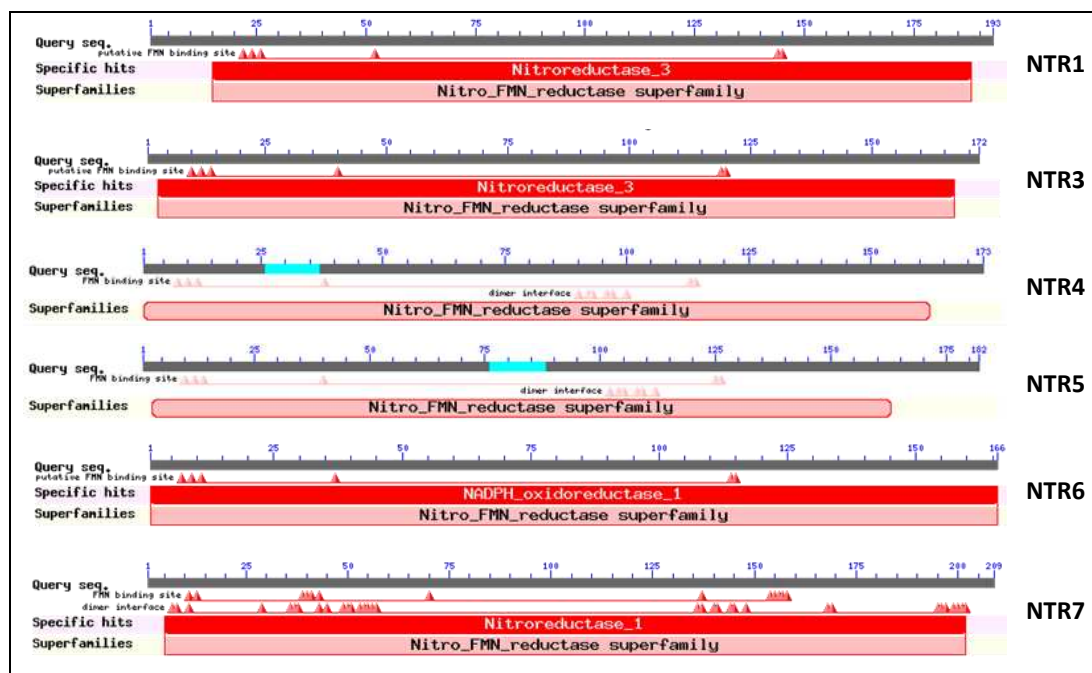 1 25 50 75 100 125 150 175 193
Query seq.
putative FMN binding site
Specific hits Nitroreductase_3
Superfamilies Nitro_FMN_reductase superfamily
NTR1
1 25 50 75 100 125 150 172
Query seq.
putative FMN binding site
Specific hits Nitroreductase_3
Superfamilies Nitro_FMN_reductase superfamily
NTR3
1 25 50 75 100 125 150 173
Query seq.
FMN binding site
dimer interface
Superfamilies Nitro_FMN_reductase superfamily
NTR4
1 25 50 75 100 125 150 175 182
Query seq.
FMN binding site
dimer interface
Superfamilies Nitro_FMN_reductase superfamily
NTR5
1 25 50 75 100 125 150 166
Query seq.
putative FMN binding site
Specific hits NADPH_oxidoreductase_1
Superfamilies Nitro_FMN_reductase superfamily
NTR6
1 25 50 75 100 125 150 175 200 209
Query seq.
FMN binding site
dimer interface
Specific hits Nitroreductase_1
Superfamilies Nitro_FMN_reductase superfamily
NTR7